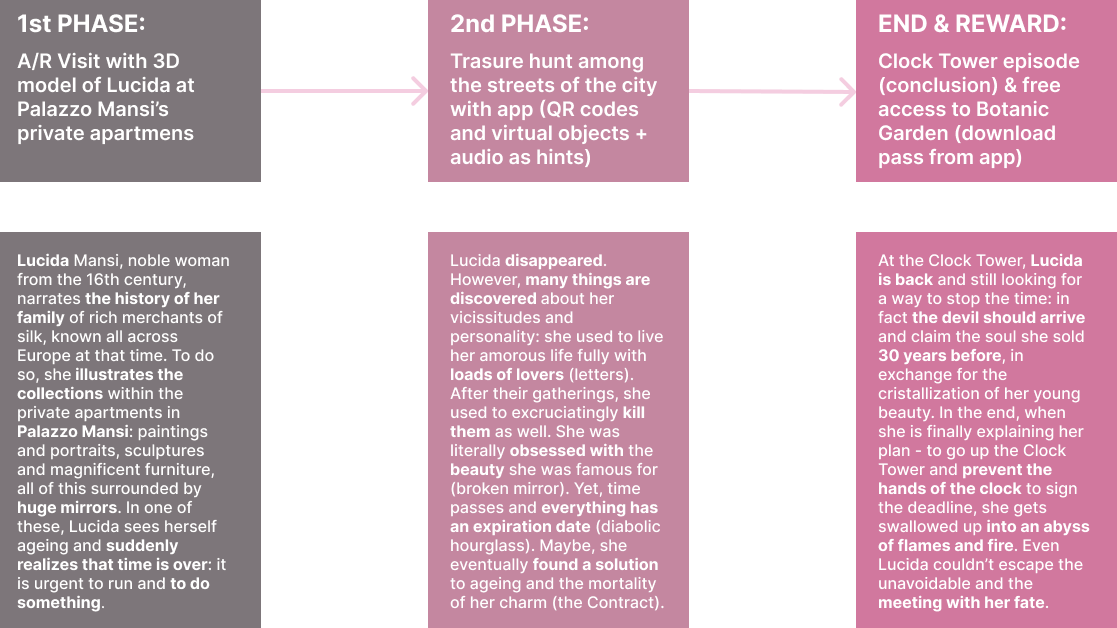 1st PHASE:
A/R Visit with 3D
model of Lucida at
Palazzo Mansi's
private apartmens
2nd PHASE:
Trasure hunt among
the streets of the city
with app (QR codes
and virtual objects +
audio as hints)
END & REWARD:
Clock Tower episode
(conclusion) & free
access to Botanic
Garden (download
pass from app)
Lucida Mansi, noble woman
from the 16th century,
narrates the history of her
family of rich merchants of
silk, known all across
Europe at that time. To do
so, she illustrates the
collections within the
private apartments in
Palazzo Mansi: paintings
and portraits, sculptures
and magnificent furniture,
all of this surrounded by
huge mirrors. In one of
these, Lucida sees herself
ageing and suddenly
realizes that time is over: it
is urgent to run and to do
something.
Lucida disappeared.
However, many things are
discovered about her
vicissitudes and
personality: she used to live
her amorous life fully with
loads of lovers (letters).
After their gatherings, she
used to excruciatingly kill
them as well. She was
literally obsessed with the
beauty she was famous for
(broken mirror). Yet, time
passes and everything has
an expiration date (diabolic
hourglass). Maybe, she
eventually found a solution
to ageing and the mortality
of her charm (the Contract).
At the Clock Tower, Lucida
is back and still looking for
a way to stop the time: in
fact the devil should arrive
and claim the soul she sold
30 years before, in
exchange for the
cristallization of her young
beauty. In the end, when
she is finally explaining her
plan - to go up the Clock
Tower and prevent the
hands of the clock to sign
the deadline, she gets
swallowed up into an abyss
of flames and fire. Even
Lucida couldn't escape the
unavoidable and the
meeting with her fate.